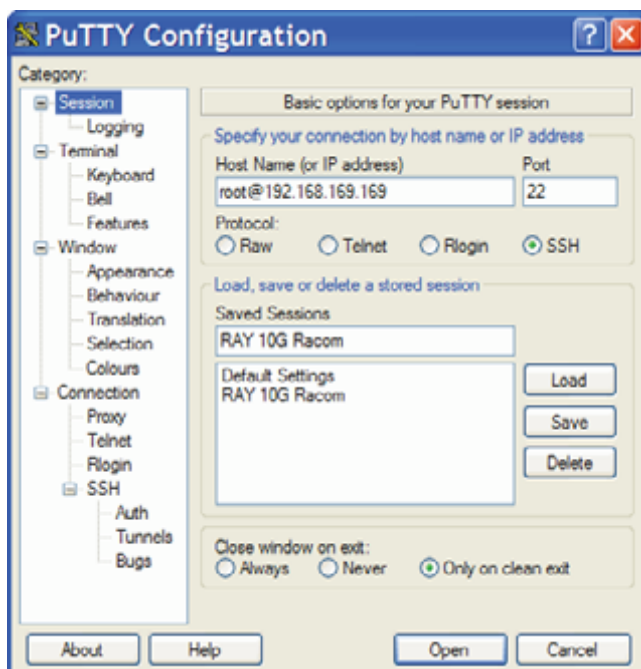 PuTTY Configuration
Category:
Session
Logging
Terminal
Keyboard
Bell
Features
Window
Appearance
Behaviour
Translation
Selection
Colours
Connection
Proxy
Telnet
Rlogin
SSH
Auth
Tunnels
Bugs
Basic options for your PuTTY session
Specify your connection by host name or IP address
Host Name (or IP address) Port
root@192.168.169.169 22
Protocol:
Raw Telnet Rlogin SSH
Load, save or delete a stored session
Saved Sessions
RAY 10G Racom
Default Settings
RAY 10G Racom
Load
Save
Delete
Close window on exit:
Always Never Only on clean exit
About Help Open Cancel